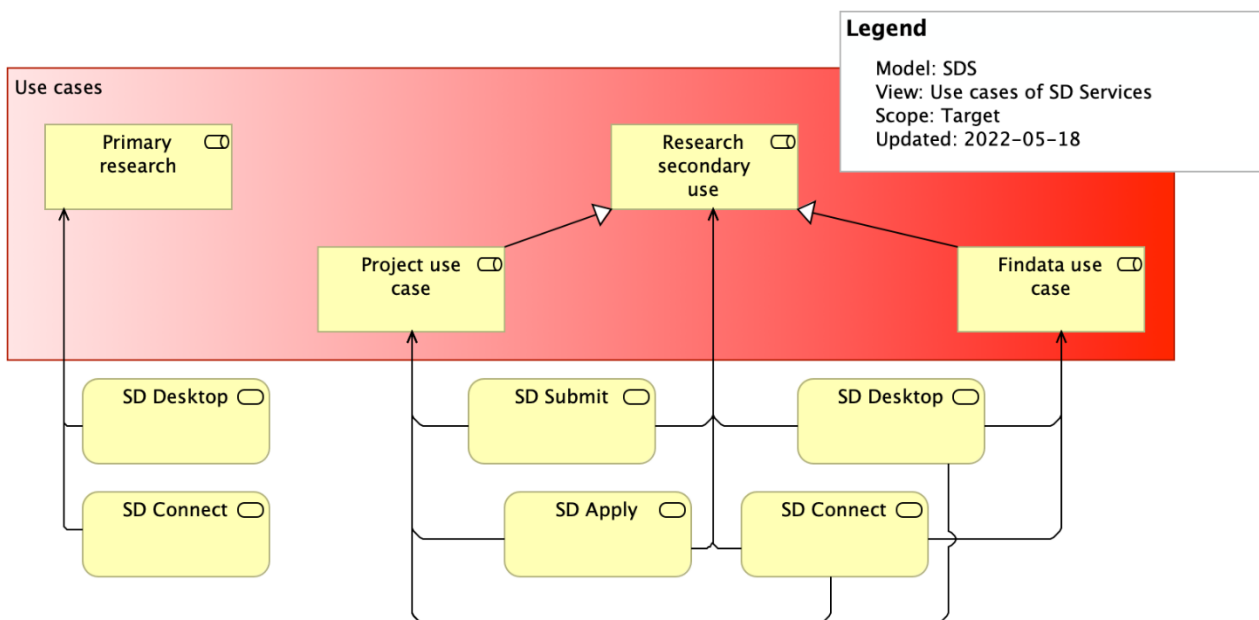 Legend
Model: SDS
View: Use cases of SD Services
Scope: Target
Updated: 2022-05-18
Use cases
Primary
research
Research
secondary
use
Project use
case
Findata use
case
SD Desktop
SD Submit
SD Desktop
SD Connect
SD Apply
SD Connect